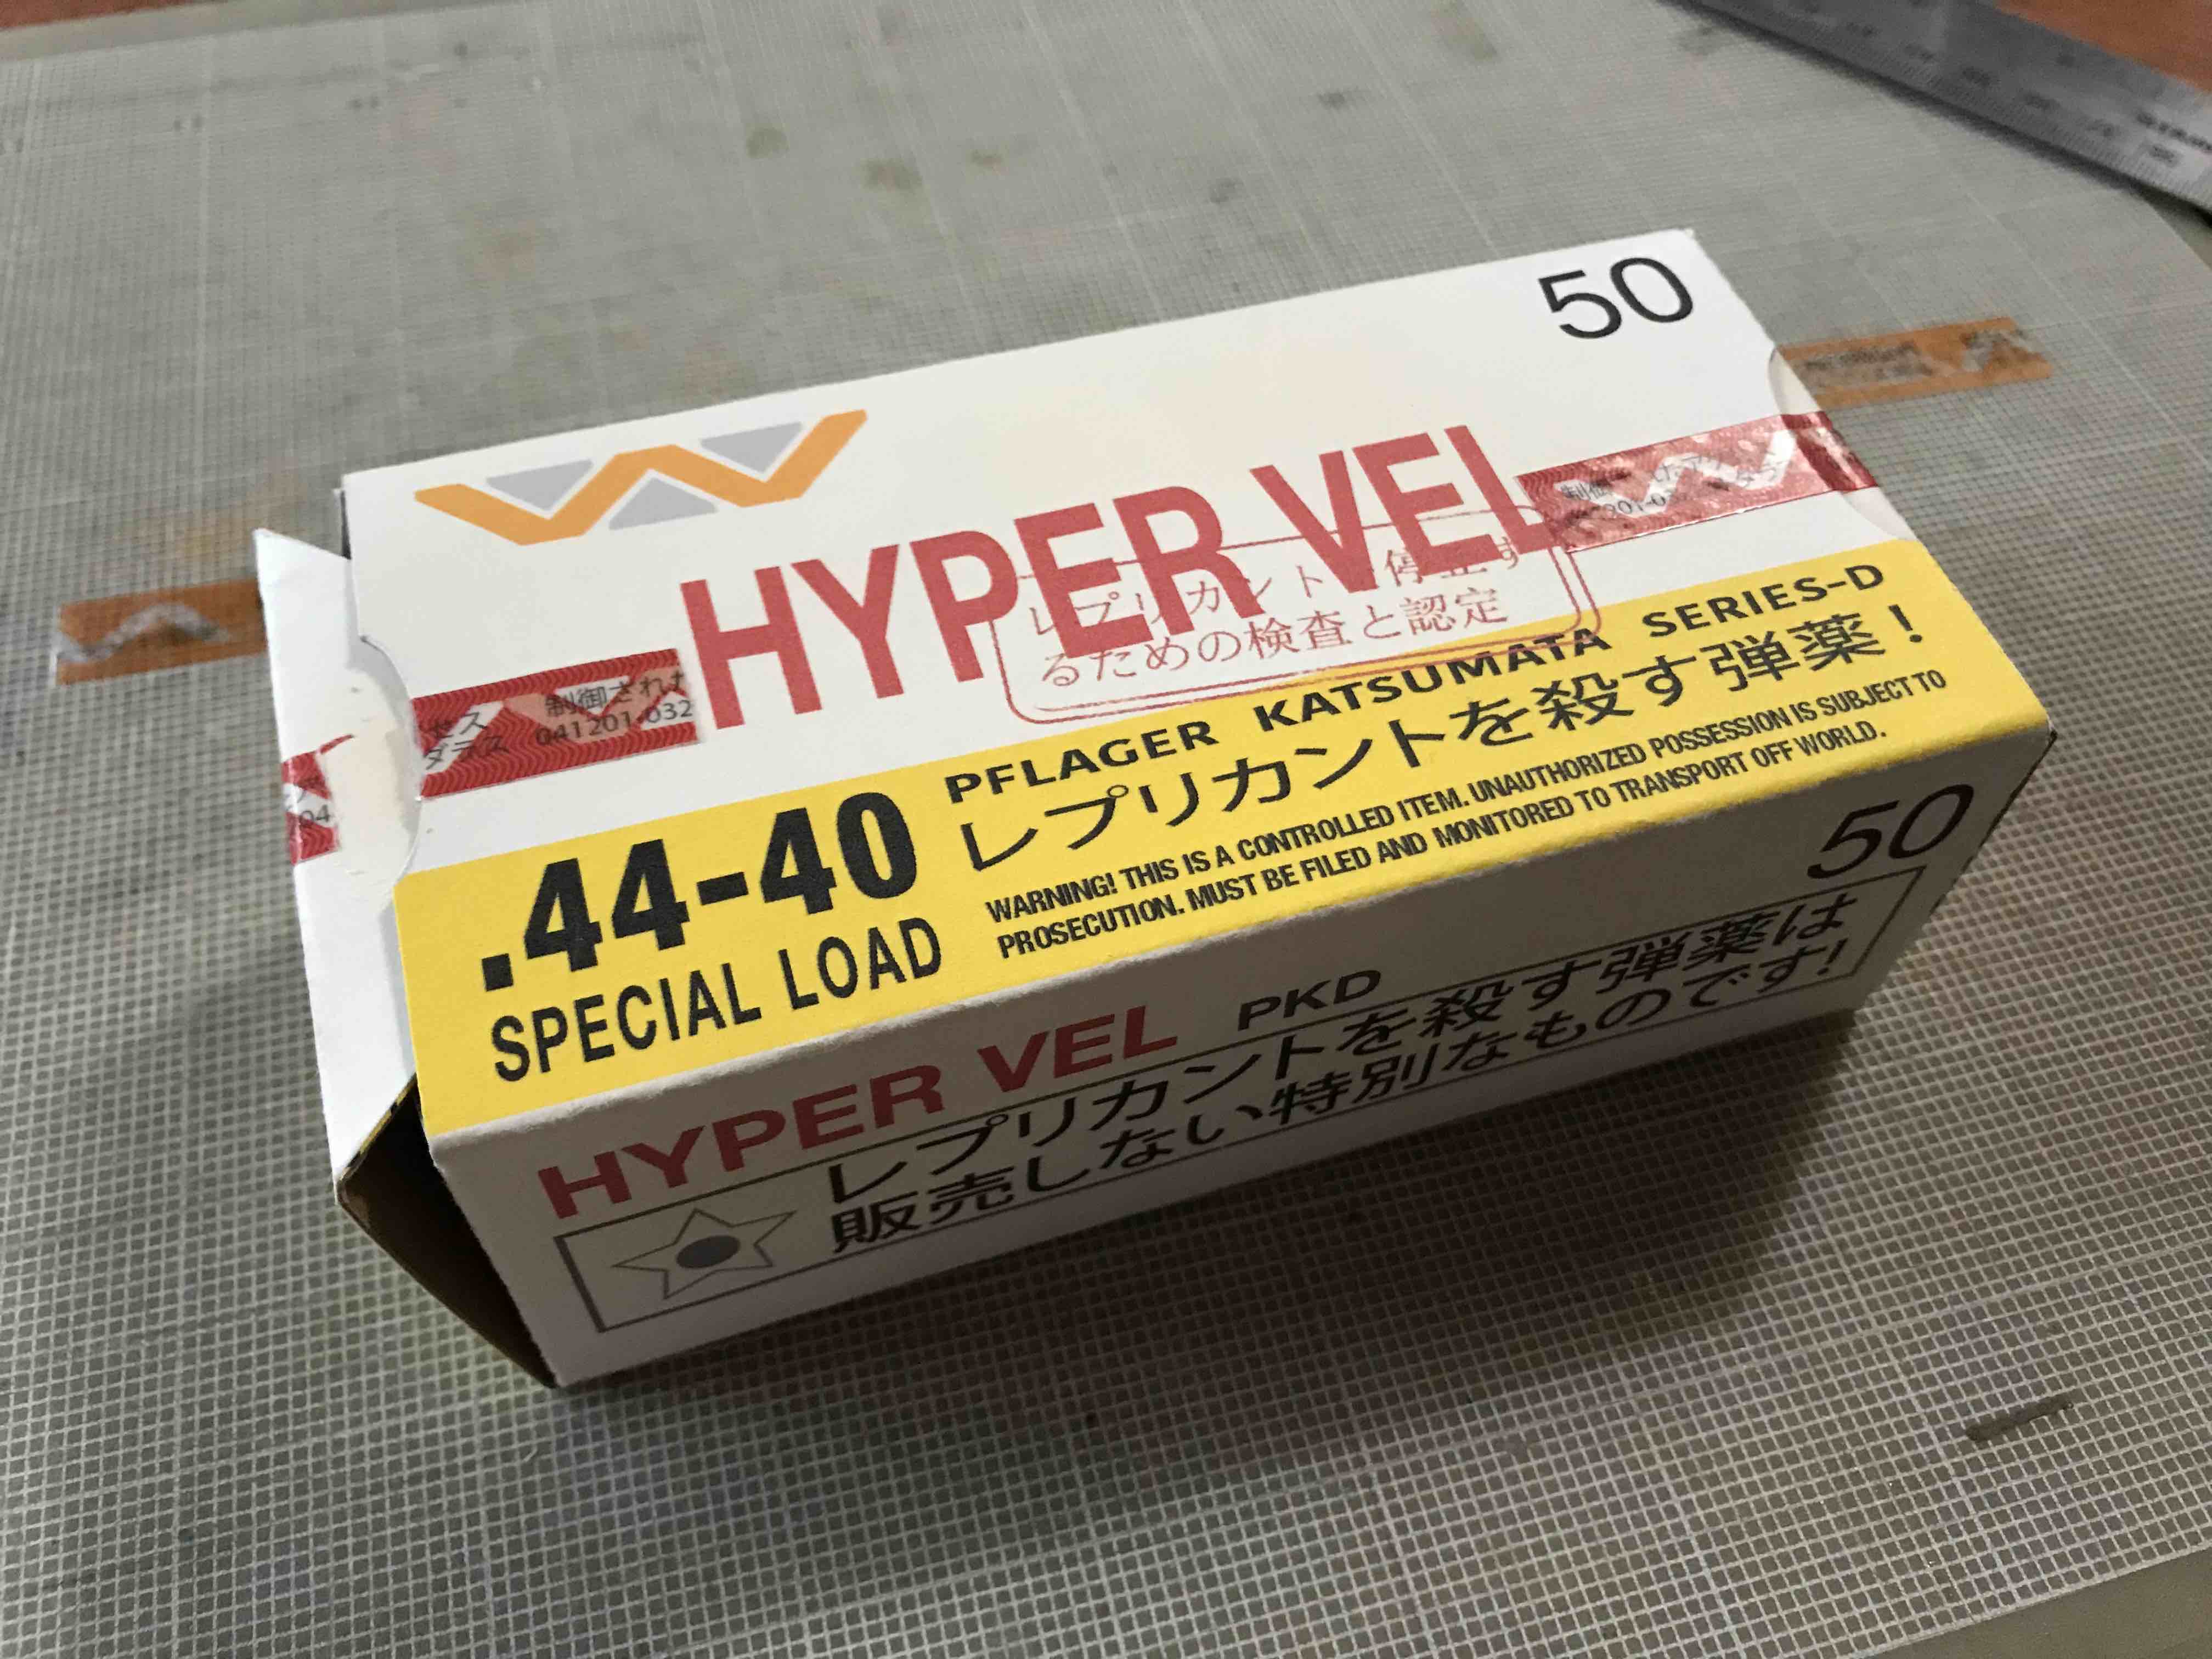 50
HYPER VEL
レプリカント 停止す
るための検査と認定
制御された
041201 032
PFLAGER KATSUMATA SERIES-D
レプリカントを殺す弾薬！
WARNING! THIS IS A CONTROLLED ITEM. UNAUTHORIZED POSSESSION IS SUBJECT TO
PROSECUTION. MUST BE FILED AND MONITORED TO TRANSPORT OFF WORLD.
.44-40
SPECIAL LOAD
HYPER VEL PKD 50
レプリカントを殺す弾薬は
販売しない特別なものです!